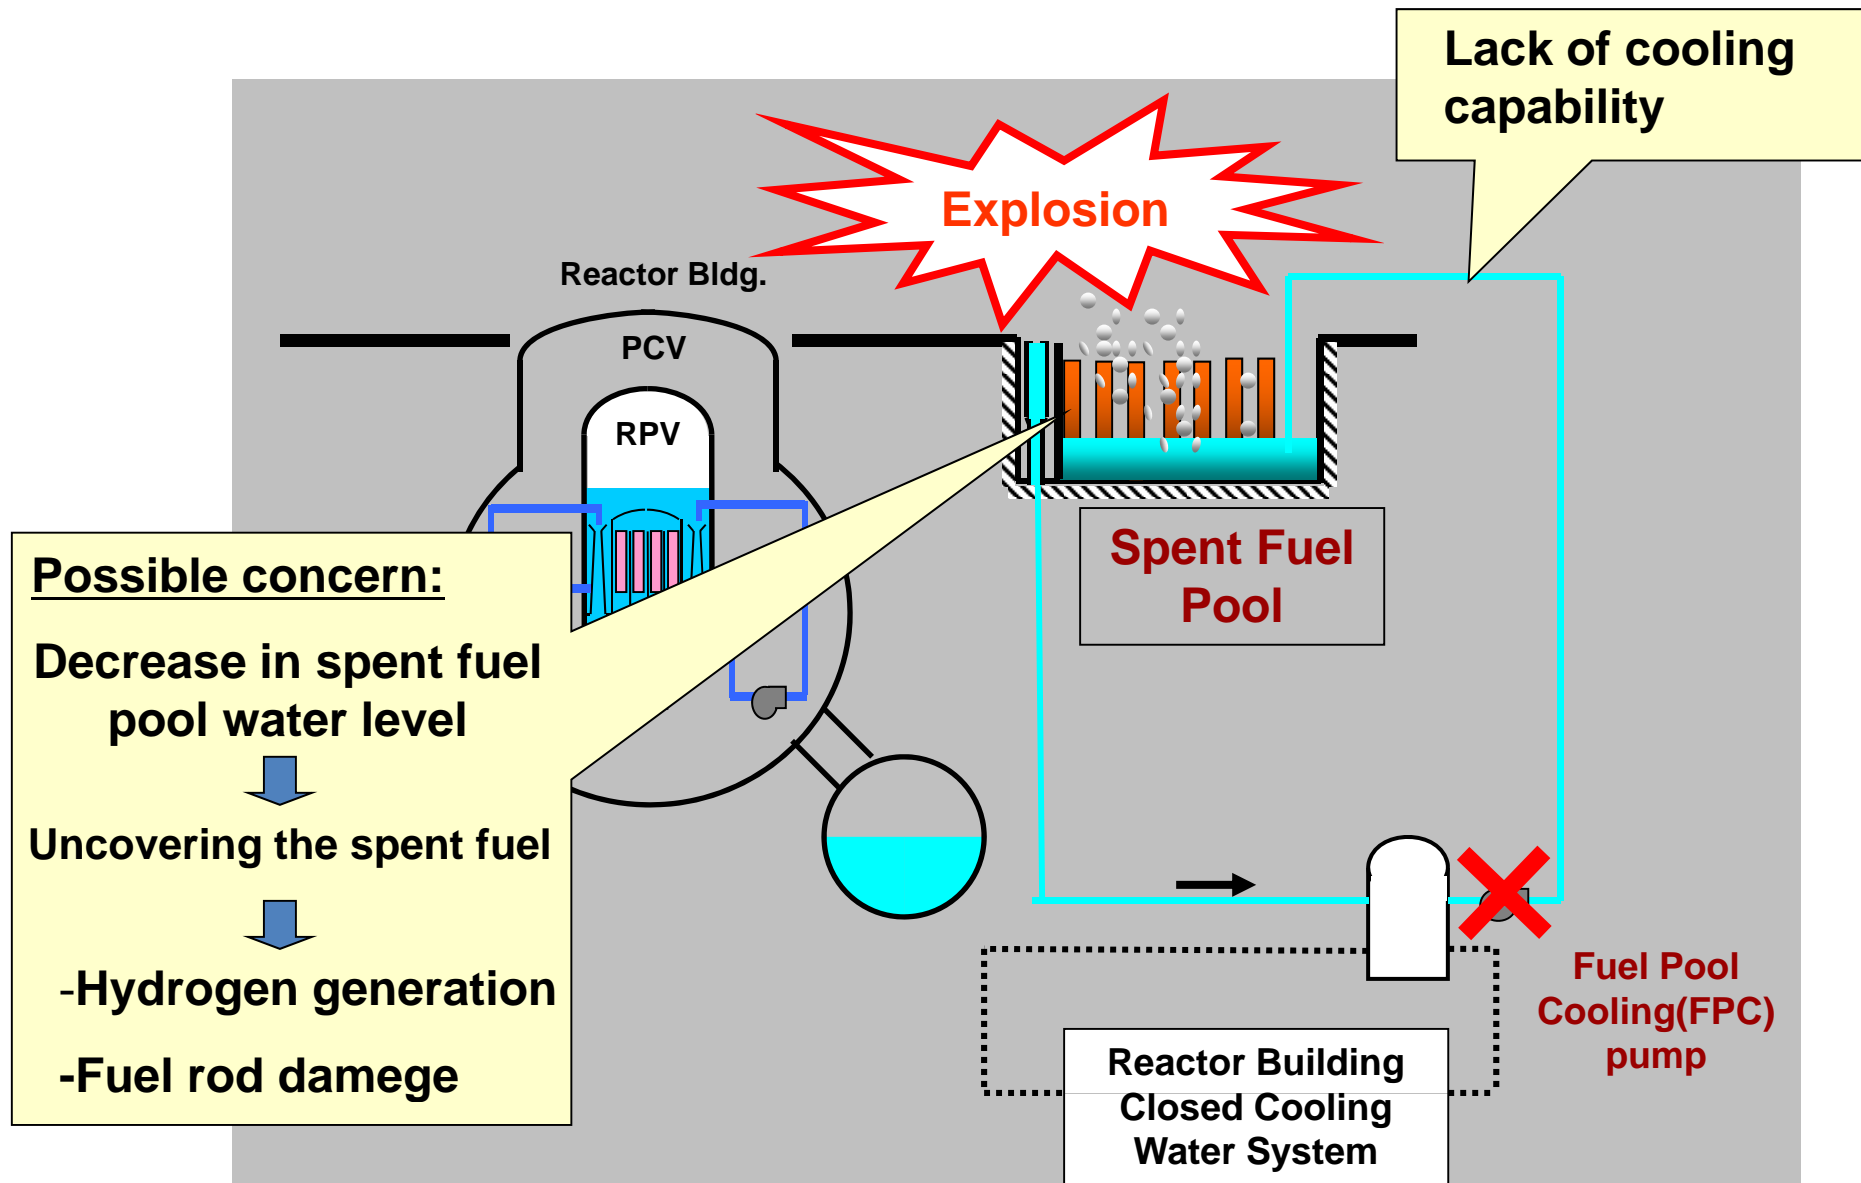 Lack of cooling
capability
Explosion
Reactor Bldg.
PCV
RPV
Spent Fuel
Pool
Possible concern:
Decrease in spent fuel
pool water level
Uncovering the spent fuel
-Hydrogen generation
-Fuel rod damege
Fuel Pool
Cooling(FPC)
pump
Reactor Building
Closed Cooling
Water System